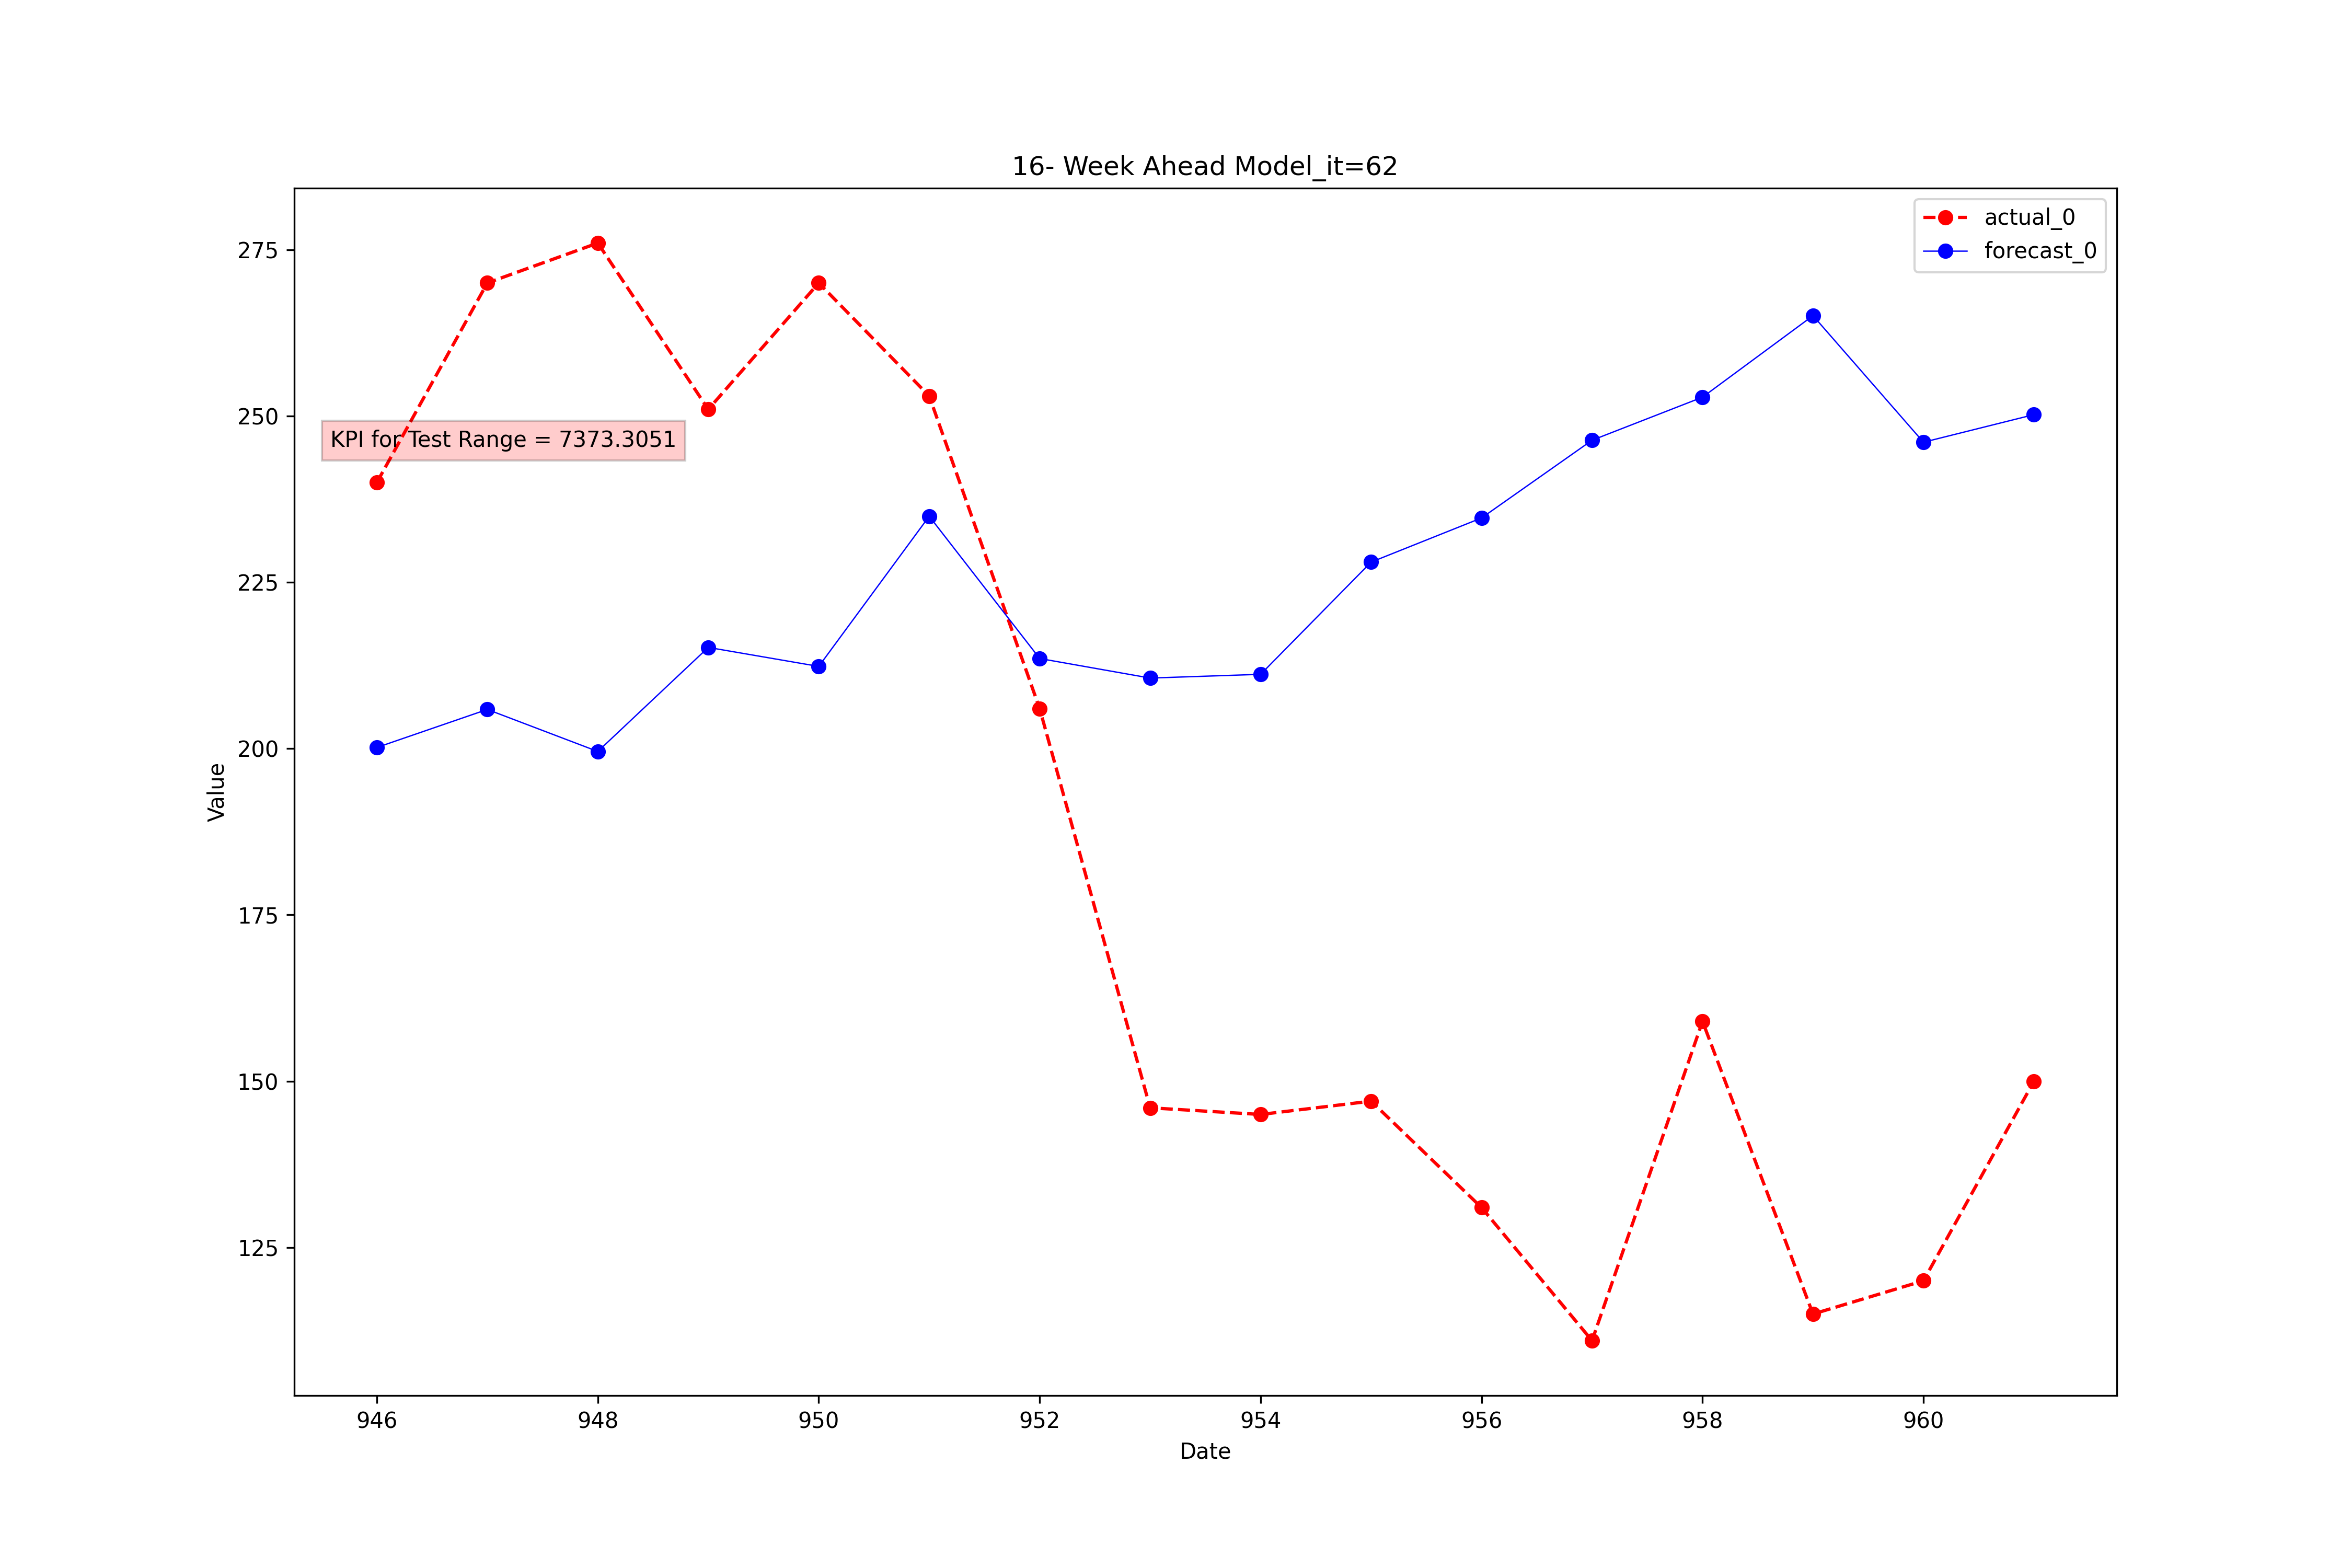 16- Week Ahead Model_it=62
actual_0
forecast_0
KPI for Test Range = 7373.3051
Value
275
250
225
200
175
150
125
946 948 950 952 954 956 958 960
Date